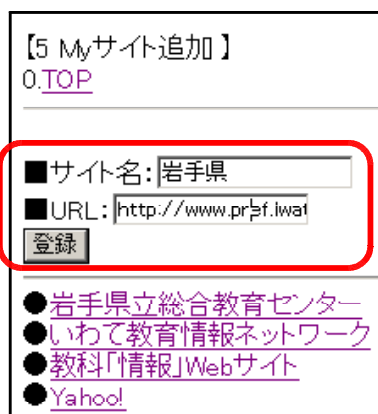 【5 Myサイト追加 】
0.TOP
■サイト名：岩手県
■URL：http://www.pref.iwat
登録
●岩手県立総合教育センター
●いわて教育情報ネットワーク
●教科「情報」Webサイト
●Yahoo!